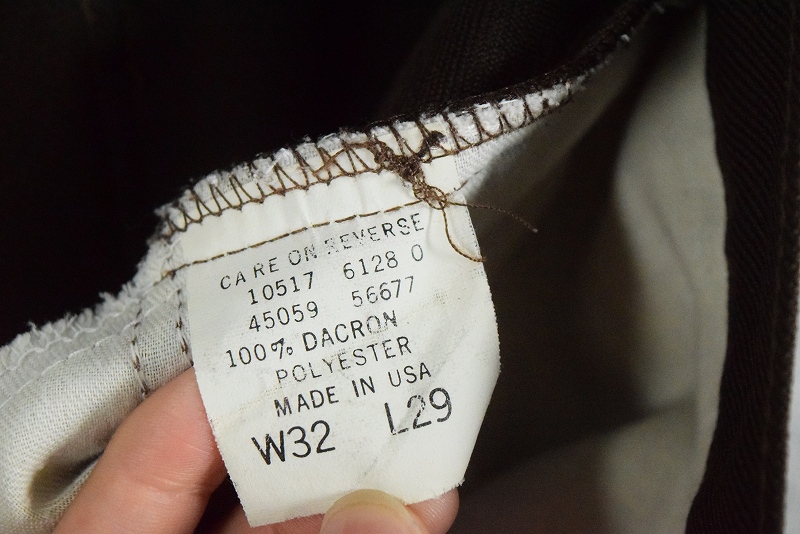 CARE ON REVERSE
10517 6128 0
45059 56677
100% DACRON
POLYESTER
MADE IN USA
W32 L29